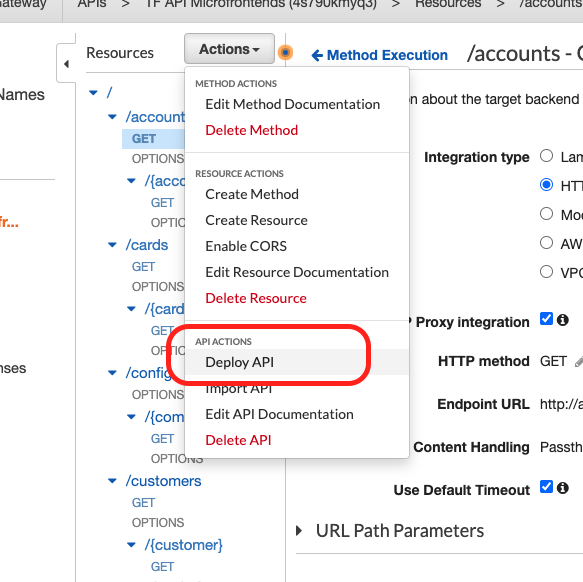 APIs > TF API Microfrontends (4s790kmyq3) > Resources > /accounts
Names
fr...
nses
Resources
Actions
/
/accoun
GET
OPTIONS
/{acco
GET
OPTIO
/cards
GET
OPTIONS
/{card
GET
OPTIO
/config
OPTIONS
/{com
GET
OPTIONS
/customers
GET
OPTIONS
/{customer}
GET
METHOD ACTIONS
Edit Method Documentation
Delete Method
RESOURCE ACTIONS
Create Method
Create Resource
Enable CORS
Edit Resource Documentation
Delete Resource
API ACTIONS
Deploy API
Import API
Edit API Documentation
Delete API
Method Execution
/accounts -
on about the target backend
Integration type
Lam
HTT
Moc
AW
VPC
Proxy integration
HTTP method GET
Endpoint URL http://a
Content Handling Passth
Use Default Timeout
URL Path Parameters